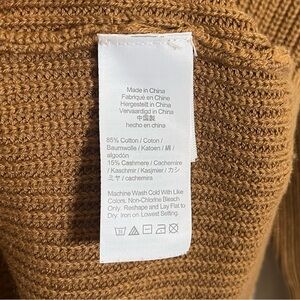 Made in China
Fabriqué en Chine
Hergestellt in China
Vervaardigd in China
中国製
hecho en china
85% Cotton / Coton /
Baumwolle / Katoen / 綿 /
algodón
15% Cashmere / Cachemire
/ Kaschmir / Kasjmier / カシ
ミヤ / cachemira
Machine Wash Cold With Like
Colors. Non-Chlorine Bleach
Only. Reshape and Lay Flat to
Dry. Iron on Lowest Setting.